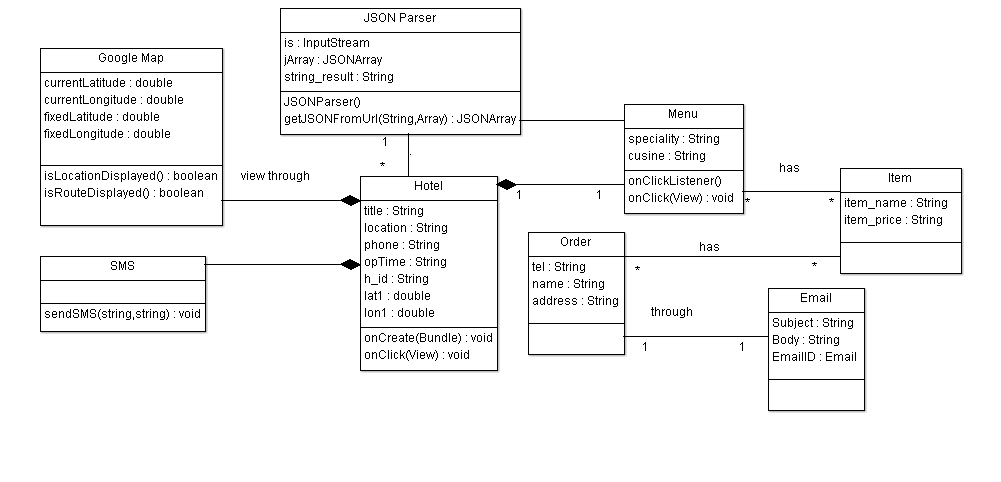 JSON Parser
is : InputStream
jArray : JSONArray
string_result : String
JSONParser()
getJSONFromUrl(String,Array) : JSONArray
Google Map
currentLatitude : double
currentLongitude : double
fixedLatitude : double
fixedLongitude : double
isLocationDisplayed() : boolean
isRouteDisplayed() : boolean
view through
1
*
Menu
speciality : String
cusine : String
onClickListener()
onClick(View) : void
has
*
*
Item
item_name : String
item_price : String
Hotel
title : String
location : String
phone : String
opTime : String
h_id : String
lat1 : double
lon1 : double
onCreate(Bundle) : void
onClick(View) : void
1
1
SMS
sendSMS(string,string) : void
Order
tel : String
name : String
address : String
has
*
*
through
1
1
Email
Subject : String
Body : String
EmailID : Email